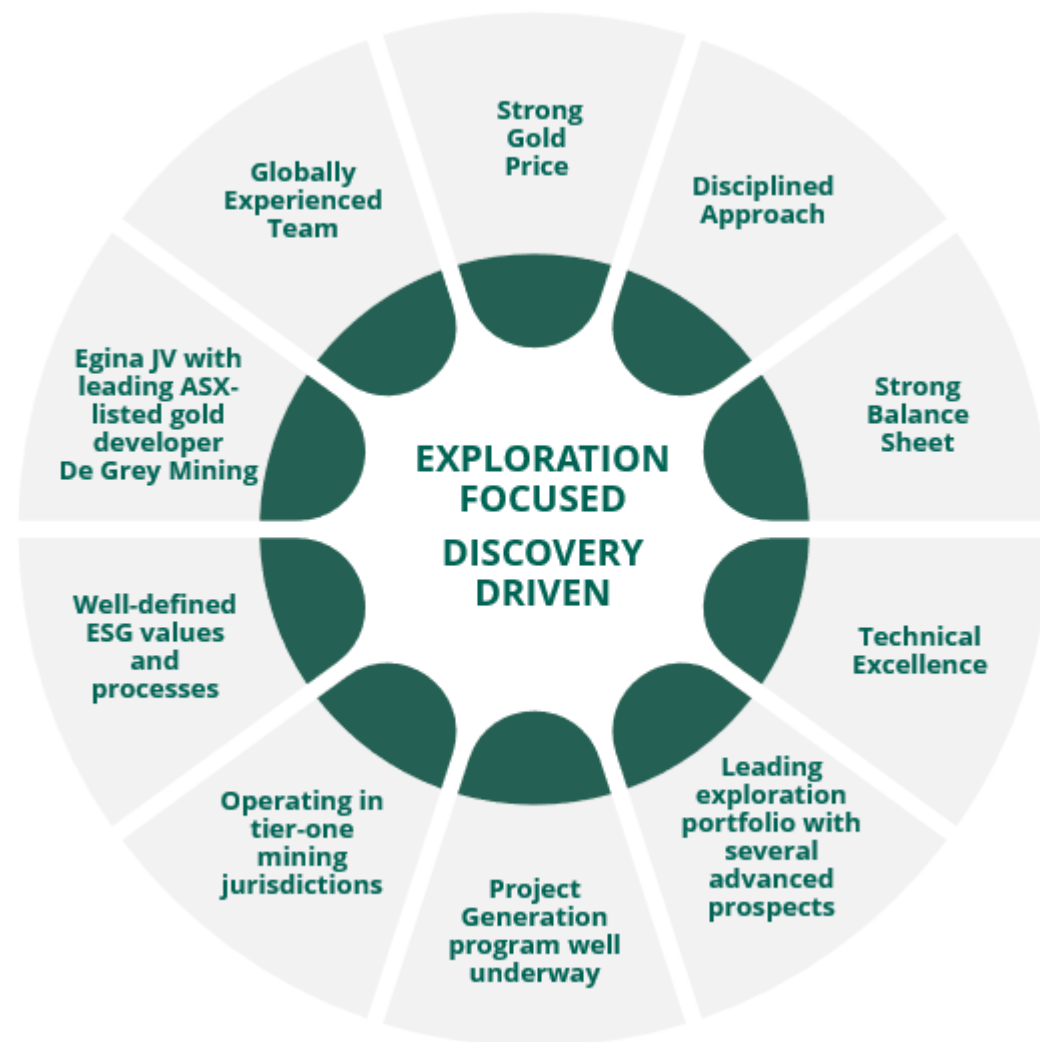 Strong
Gold
Price
Disciplined
Approach
Strong
Balance
Sheet
Technical
Excellence
Leading
exploration
portfolio with
several
advanced
prospects
Project
Generation
program well
underway
Operating in
tier-one
mining
jurisdictions
Well-defined
ESG values
and
processes
Egina JV with
leading ASX-
listed gold
developer
De Grey Mining
Globally
Experienced
Team
EXPLORATION
FOCUSED
DISCOVERY
DRIVEN